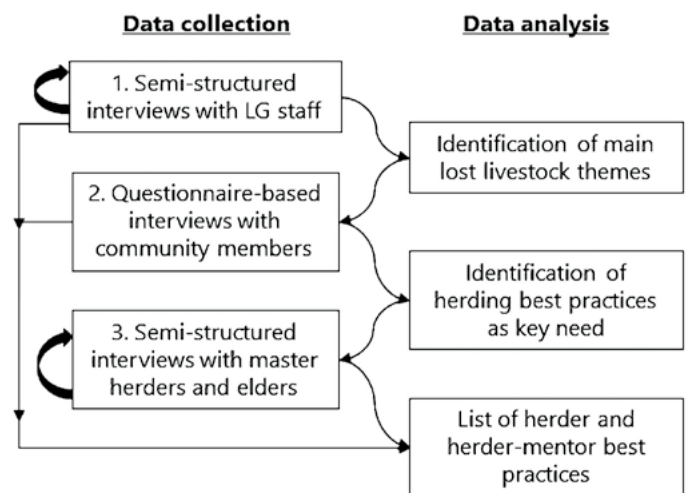 Data collection
Data analysis
1. Semi-structured
interviews with LG staff
Identification of main
lost livestock themes
2. Questionnaire-based
interviews with
community members
Identification of
herding best practices
as key need
3. Semi-structured
interviews with master
herders and elders
List of herder and
herder-mentor best
practices